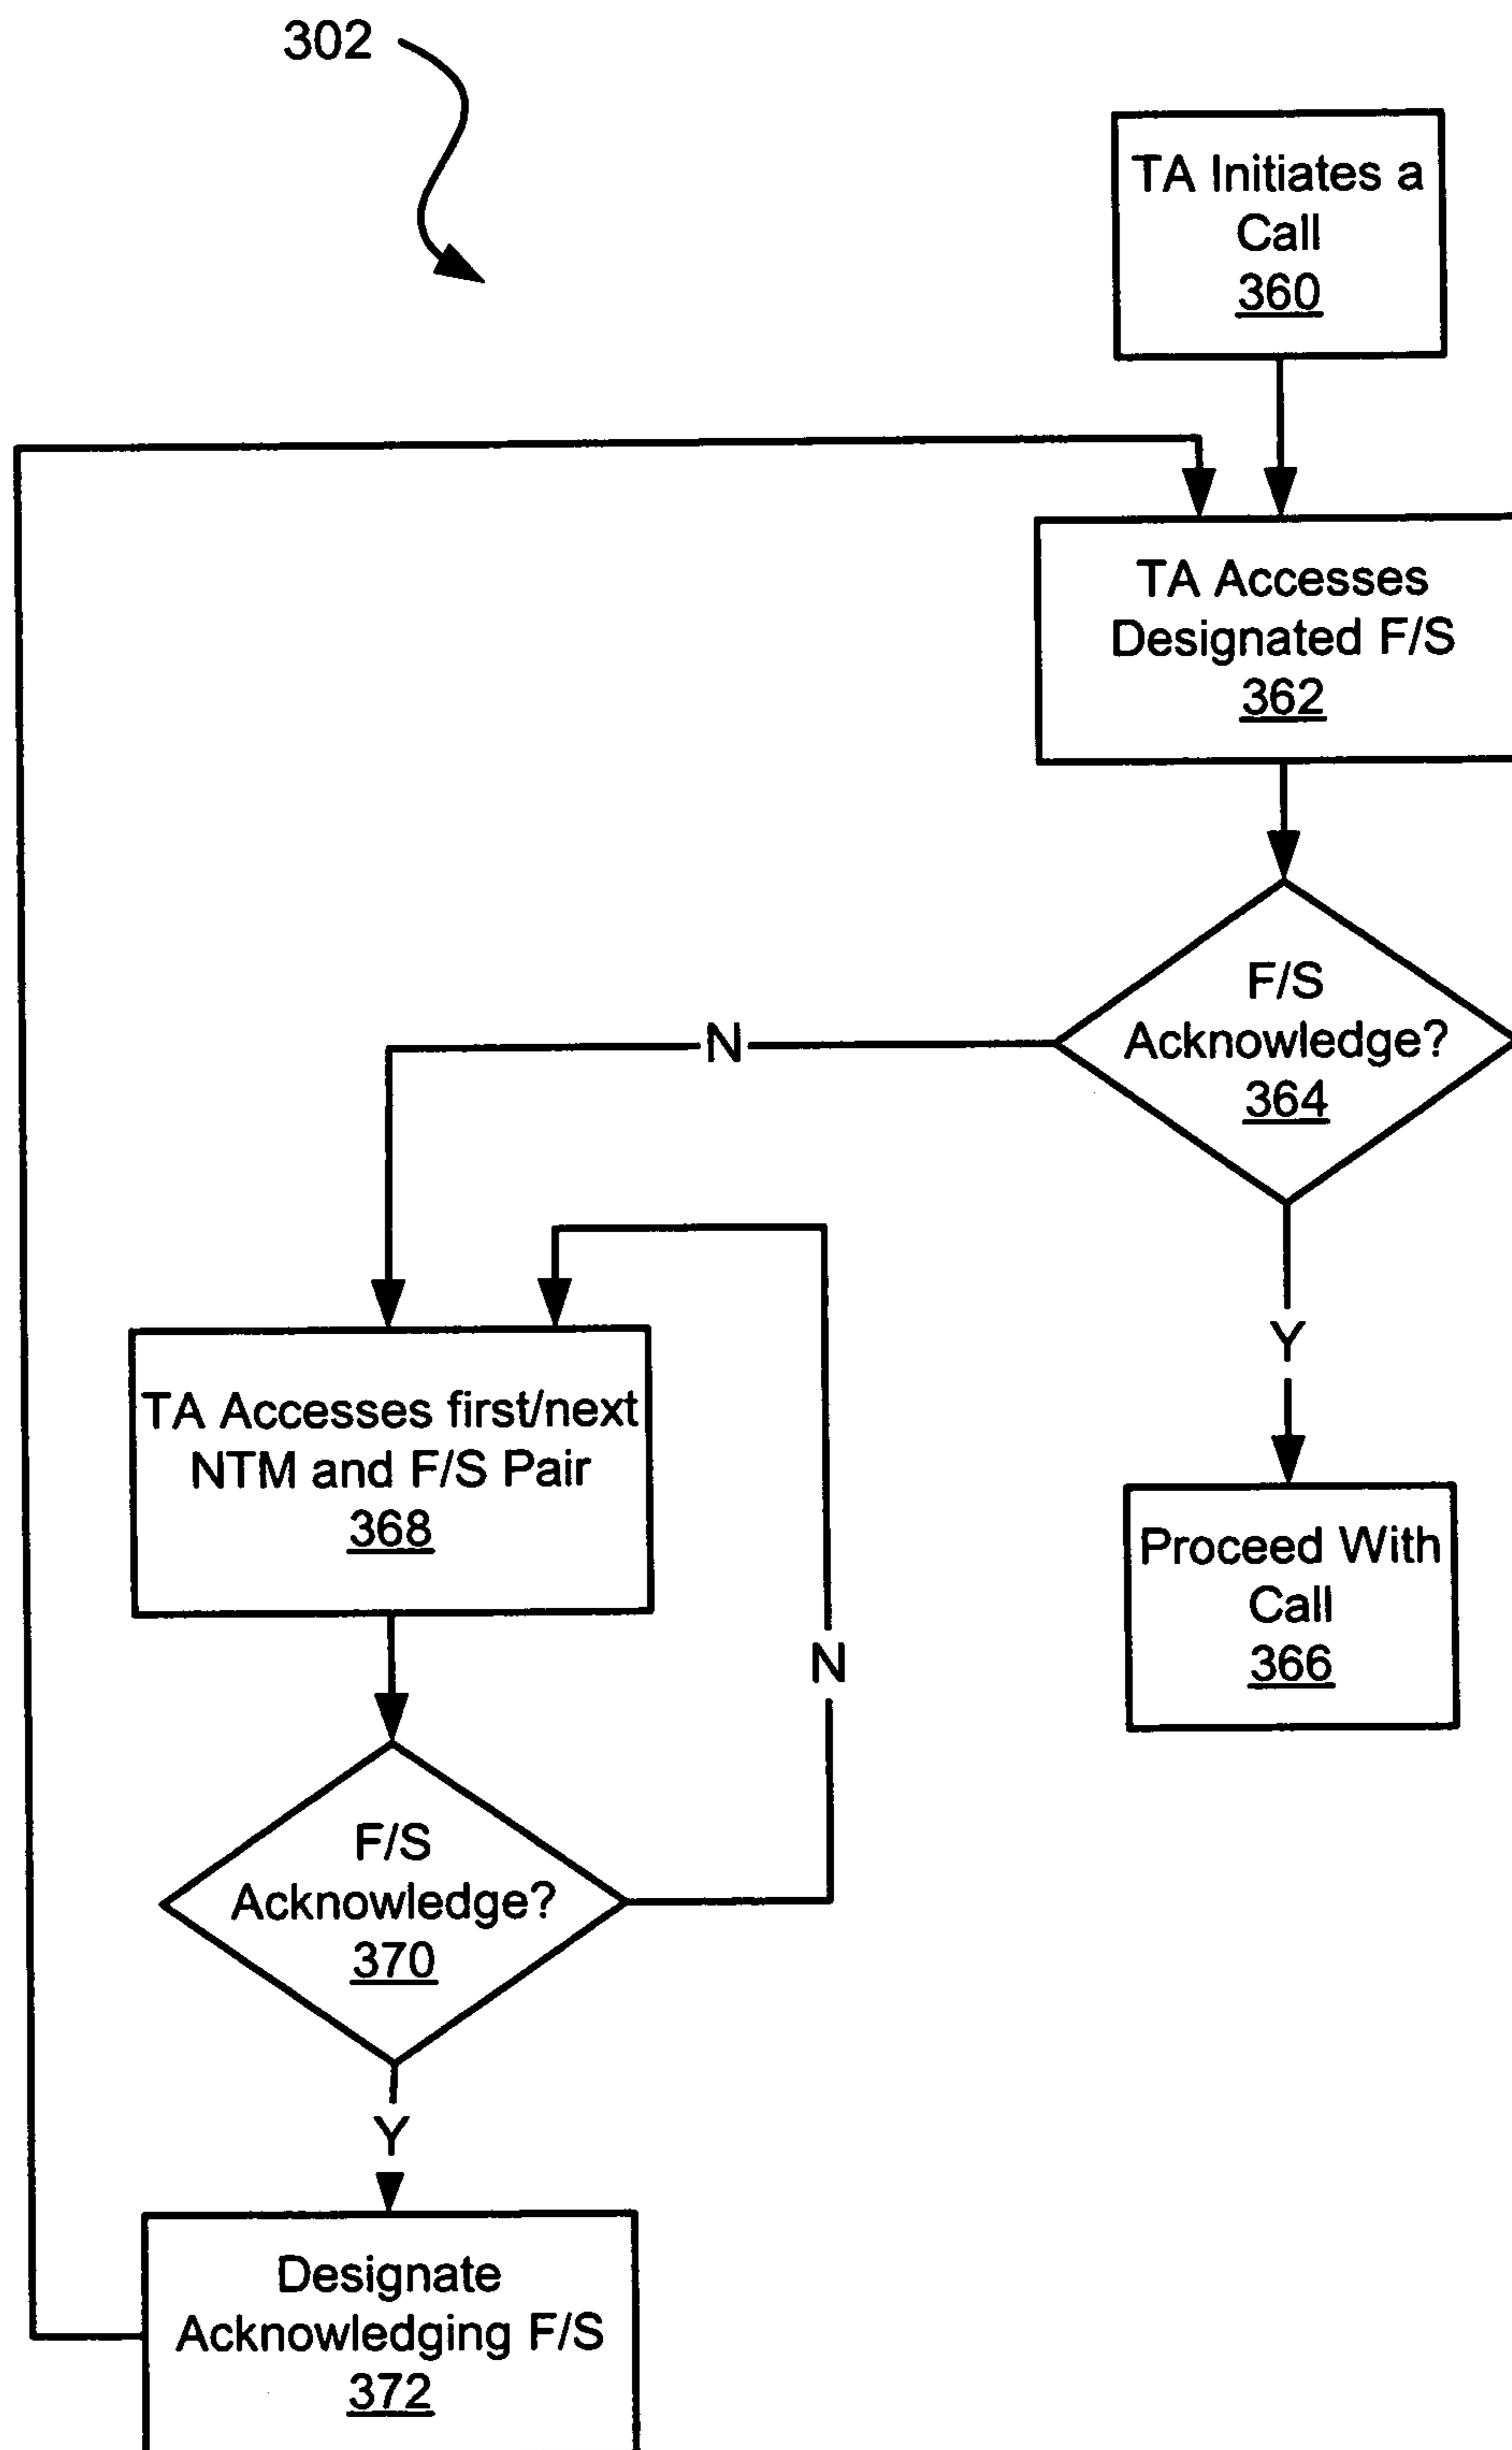 302
TA Initiates a
Call
360
TA Accesses
Designated F/S
362
F/S
Acknowledge?
364
N
Y
TA Accesses first/next
NTM and F/S Pair
368
Proceed With
Call
366
N
F/S
Acknowledge?
370
Y
Designate
Acknowledging F/S
372